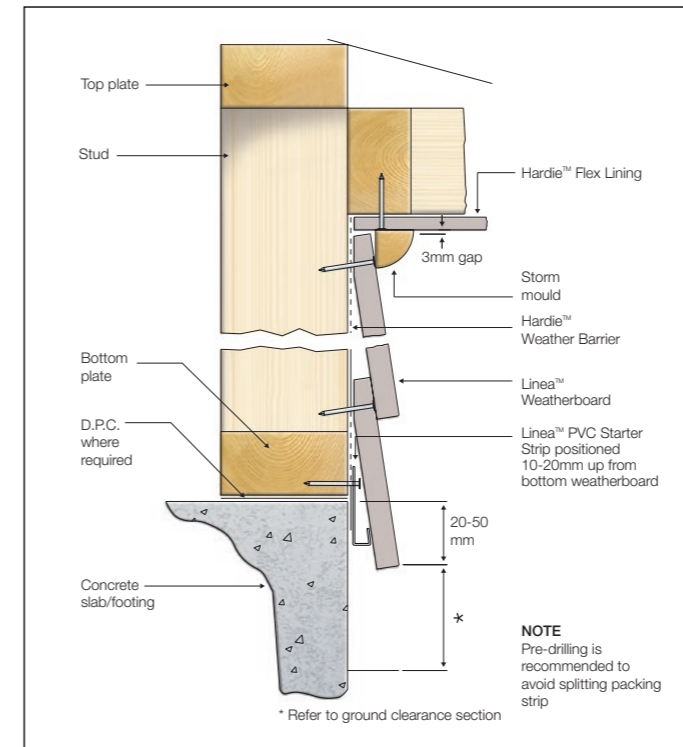 Top plate
Stud
Hardie™ Flex Lining
3mm gap
Storm
mould
Hardie™
Weather Barrier
Bottom
plate
Linea™
Weatherboard
D.P.C.
where
required
Linea™ PVC Starter
Strip positioned
10-20mm up from
bottom weatherboard
20-50
mm
Concrete
slab/footing
*
NOTE
Pre-drilling is
recommended to
avoid splitting packing
strip
* Refer to ground clearance section